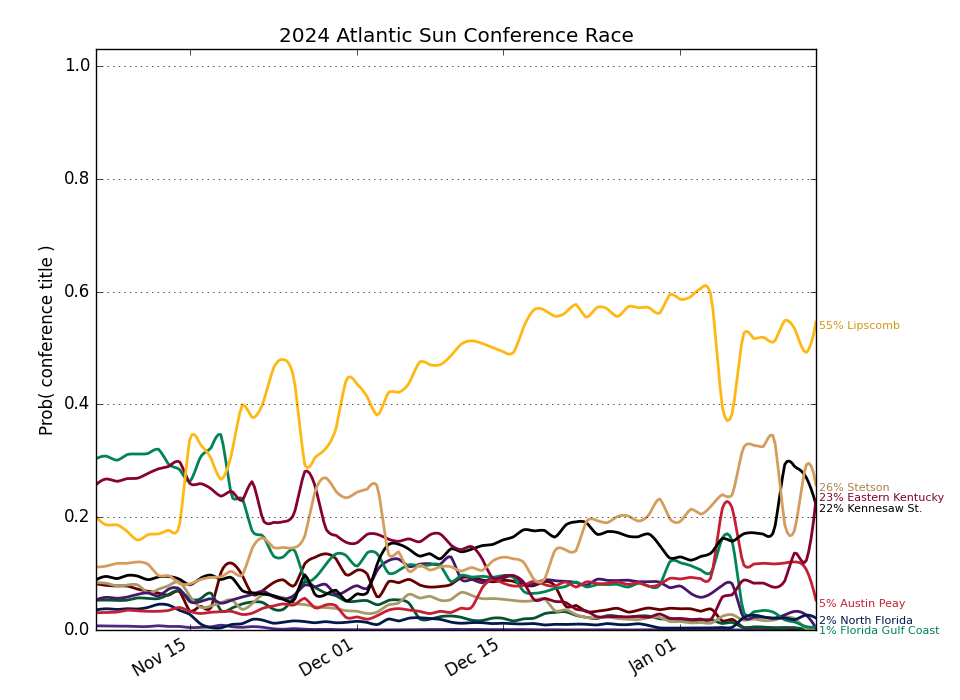 2024 Atlantic Sun Conference Race
Prob( conference title )
1.0
0.8
0.6
0.4
0.2
0.0
Nov 15
Dec 01
Dec 15
Jan 01
55% Lipscomb
26% Stetson
23% Eastern Kentucky
22% Kennesaw St.
5% Austin Peay
2% North Florida
1% Florida Gulf Coast